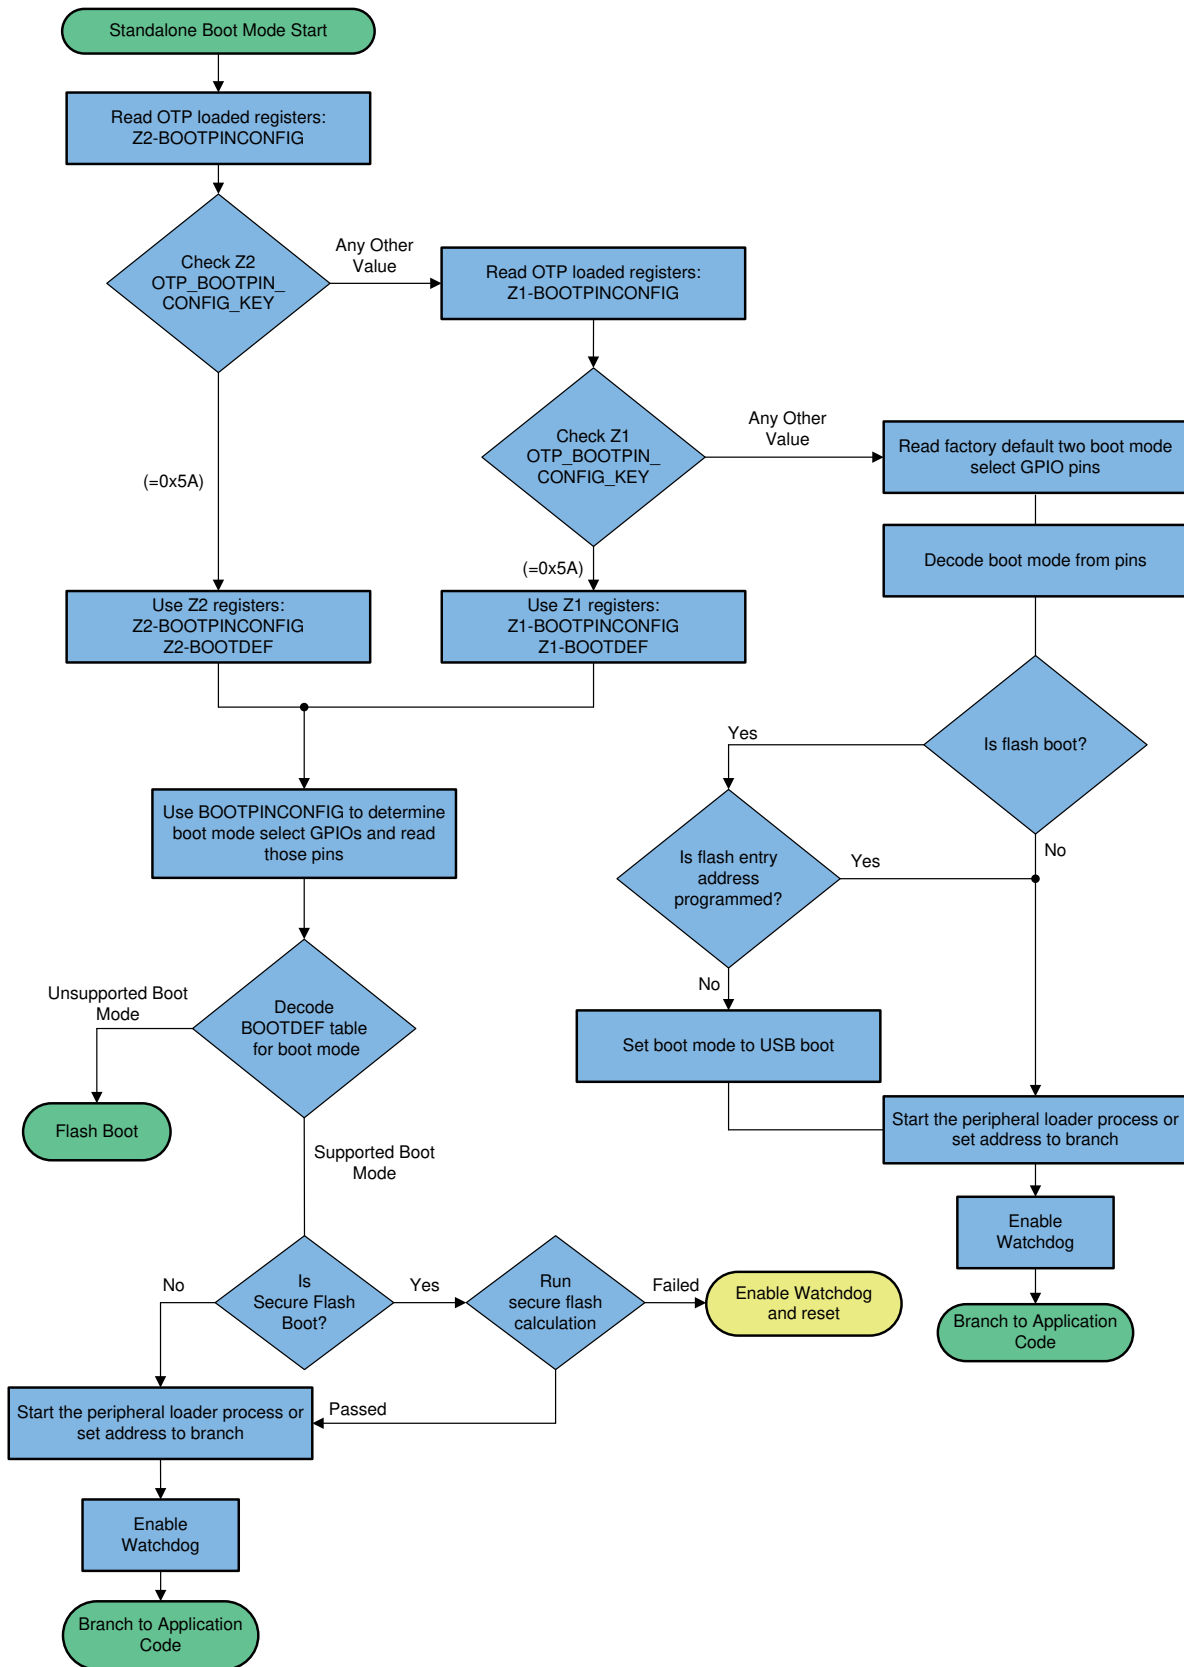 Standalone Boot Mode Start
Read OTP loaded registers:
Z2-BOOTPINCONFIG
Check Z2
OTP_BOOTPIN_
CONFIG_KEY
Any Other
Value
Read OTP loaded registers:
Z1-BOOTPINCONFIG
Check Z1
OTP_BOOTPIN_
CONFIG_KEY
Any Other
Value
Read factory default two boot mode
select GPIO pins
(=0x5A)
Decode boot mode from pins
(=0x5A)
Use Z2 registers:
Z2-BOOTPINCONFIG
Z2-BOOTDEF
Use Z1 registers:
Z1-BOOTPINCONFIG
Z1-BOOTDEF
Is flash boot?
Yes
No
Use BOOTPINCONFIG to determine
boot mode select GPIOs and read
those pins
Is flash entry
address
programmed?
Yes
No
Decode
BOOTDEF table
for boot mode
Unsupported Boot
Mode
Set boot mode to USB boot
Flash Boot
Supported Boot
Mode
Start the peripheral loader process or
set address to branch
Enable
Watchdog
Is
Secure Flash
Boot?
No
Yes
Run
secure flash
calculation
Failed
Enable Watchdog
and reset
Branch to Application
Code
Passed
Start the peripheral loader process or
set address to branch
Enable
Watchdog
Branch to Application
Code